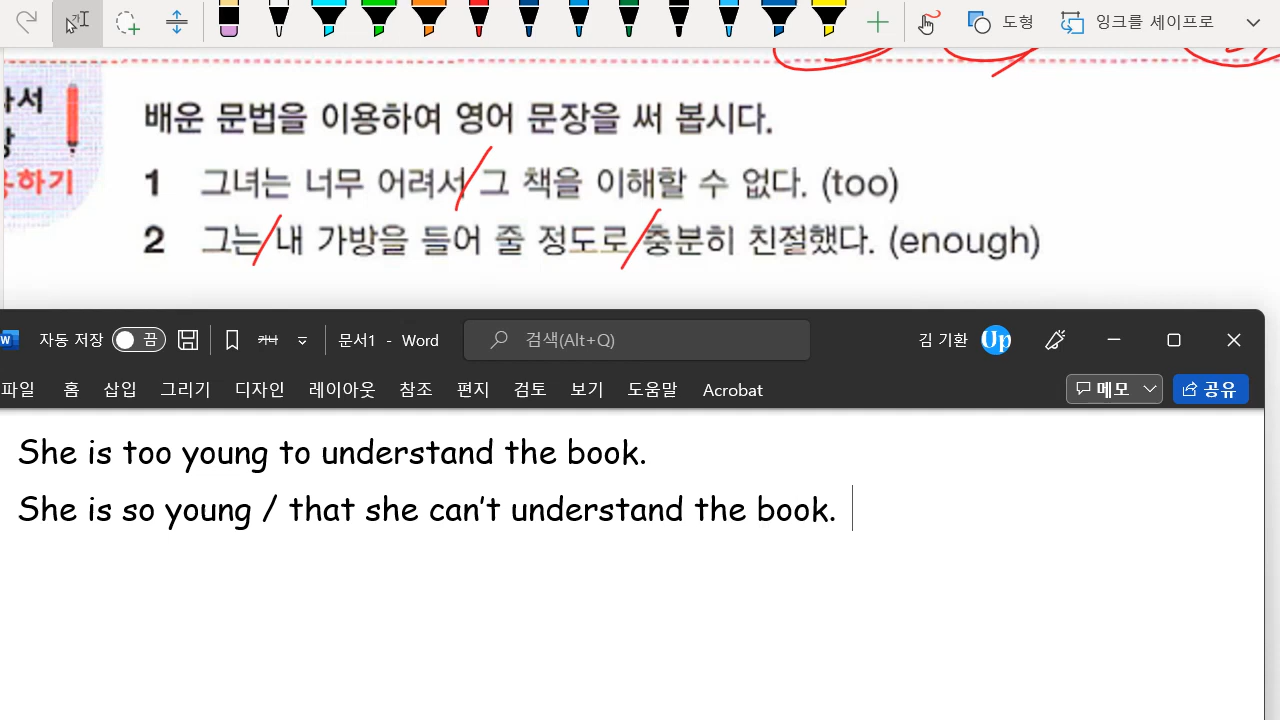 도형 잉크를 셰이프로
배운 문법을 이용하여 영어 문장을 써 봅시다.
1 그녀는 너무 어려서 그 책을 이해할 수 없다. (too)
하기
2 그는 내 가방을 들어 줄 정도로 충분히 친절했다. (enough)
자동 저장 끔 가나 문서1 - Word 검색(Alt+Q) 김 기환 Up
파일 홈 삽입 그리기 디자인 레이아웃 참조 편지 검토 보기 도움말 Acrobat 메모 공유
She is too young to understand the book.
She is so young / that she can't understand the book.